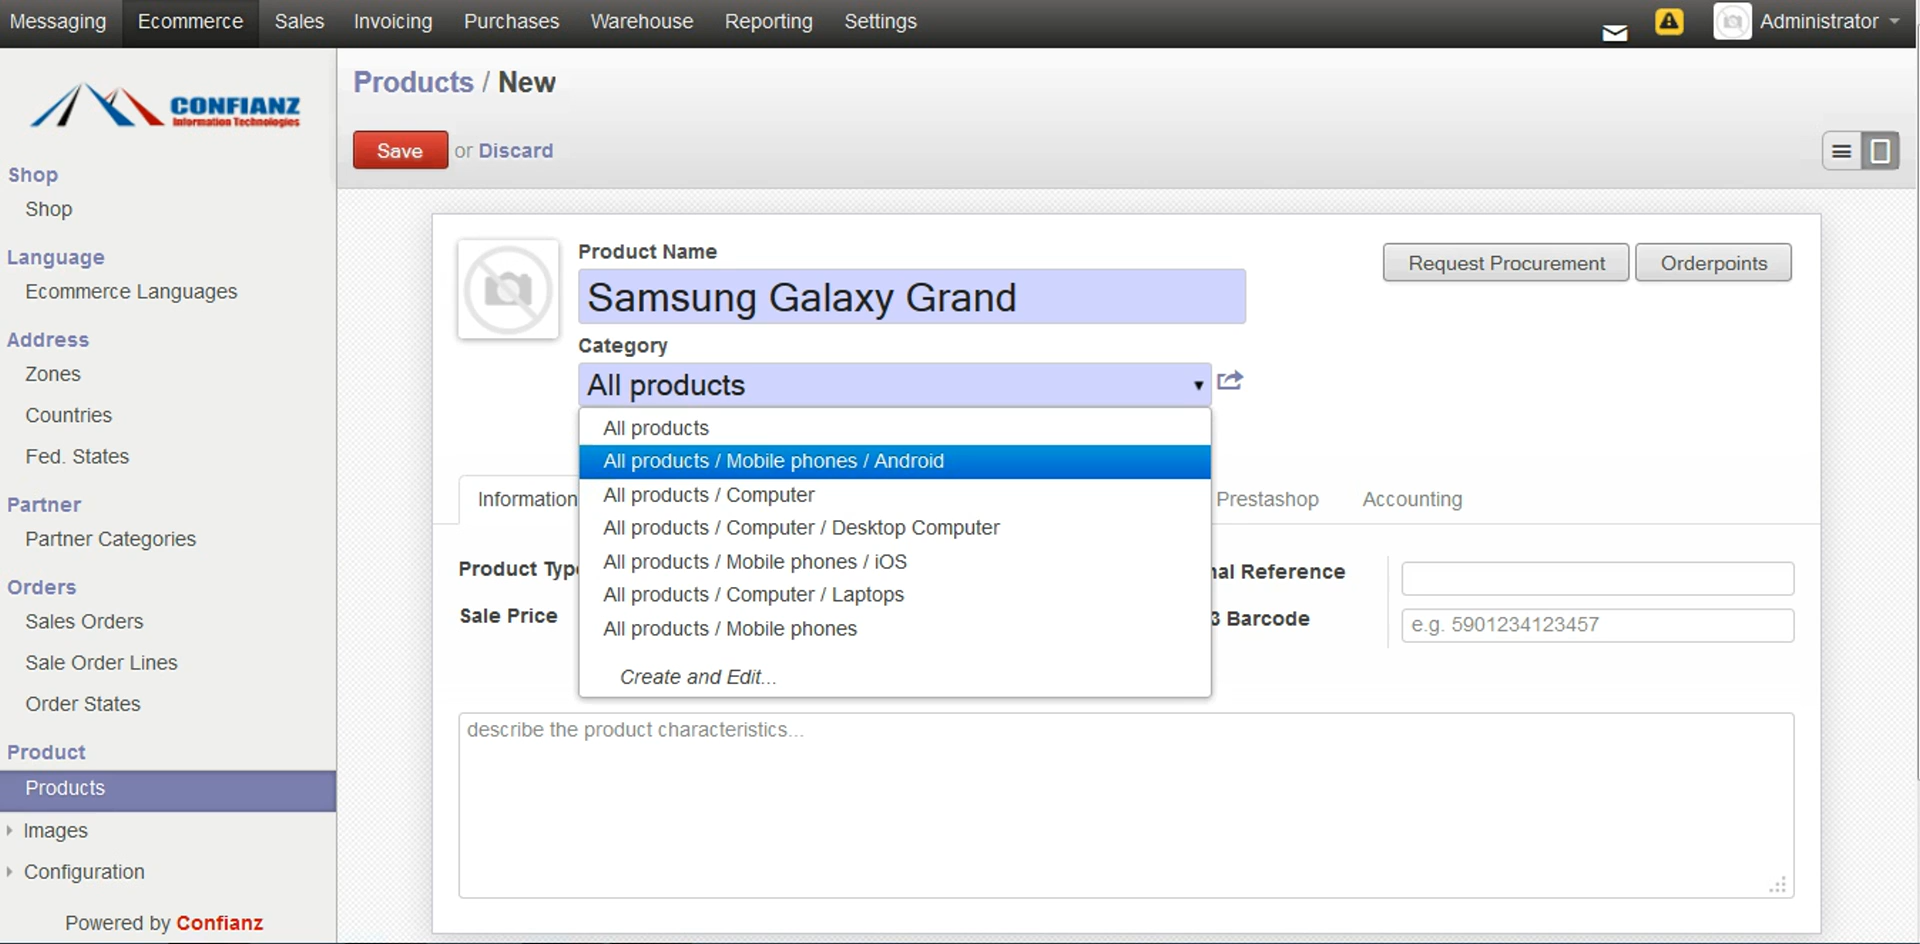 Messaging Ecommerce Sales Invoicing Purchases Warehouse Reporting Settings Administrator
CONFIANZ
Information Technologies
Products / New
Save or Discard
Shop
Shop
Language
Ecommerce Languages
Address
Zones
Countries
Fed. States
Partner
Partner Categories
Orders
Sales Orders
Sale Order Lines
Order States
Product
Products
Images
Configuration
Powered by Confianz
Product Name
Samsung Galaxy Grand
Request Procurement Orderpoints
Category
All products
All products
All products / Mobile phones / Android
All products / Computer
All products / Computer / Desktop Computer
All products / Mobile phones / iOS
All products / Computer / Laptops
All products / Mobile phones
Create and Edit...
Information Prestashop Accounting
Product Type
Sale Price
Reference
3 Barcode
e.g. 5901234123457
describe the product characteristics...